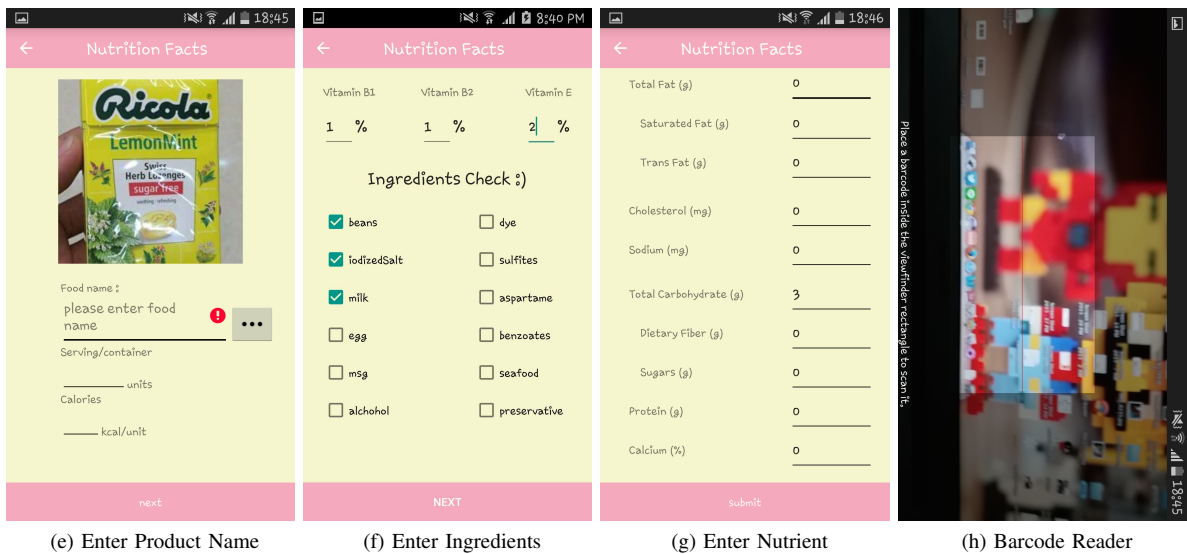 18:45
Nutrition Facts
Ricola
LemonMint
Swiss
Herb Lozenges
sugar free
soothing · refreshing
Food name :
please enter food
name
Serving/container
units
Calories
kcal/unit
next
(e) Enter Product Name
8:40 PM
Nutrition Facts
Vitamin B1 Vitamin B2 Vitamin E
1 % 1 % 2 %
Ingredients Check :)
beans dye
iodizedSalt sulfites
milk aspartame
egg benzoates
msg seafood
alchohol preservative
NEXT
(f) Enter Ingredients
18:46
Nutrition Facts
Total Fat (g) 0
Saturated Fat (g) 0
Trans Fat (g) 0
Cholesterol (mg) 0
Sodium (mg) 0
Total Carbohydrate (g) 3
Dietary Fiber (g) 0
Sugars (g) 0
Protein (g) 0
Calcium (%) 0
submit
(g) Enter Nutrient
18:45
Place a barcode inside the viewfinder rectangle to scan it.
(h) Barcode Reader